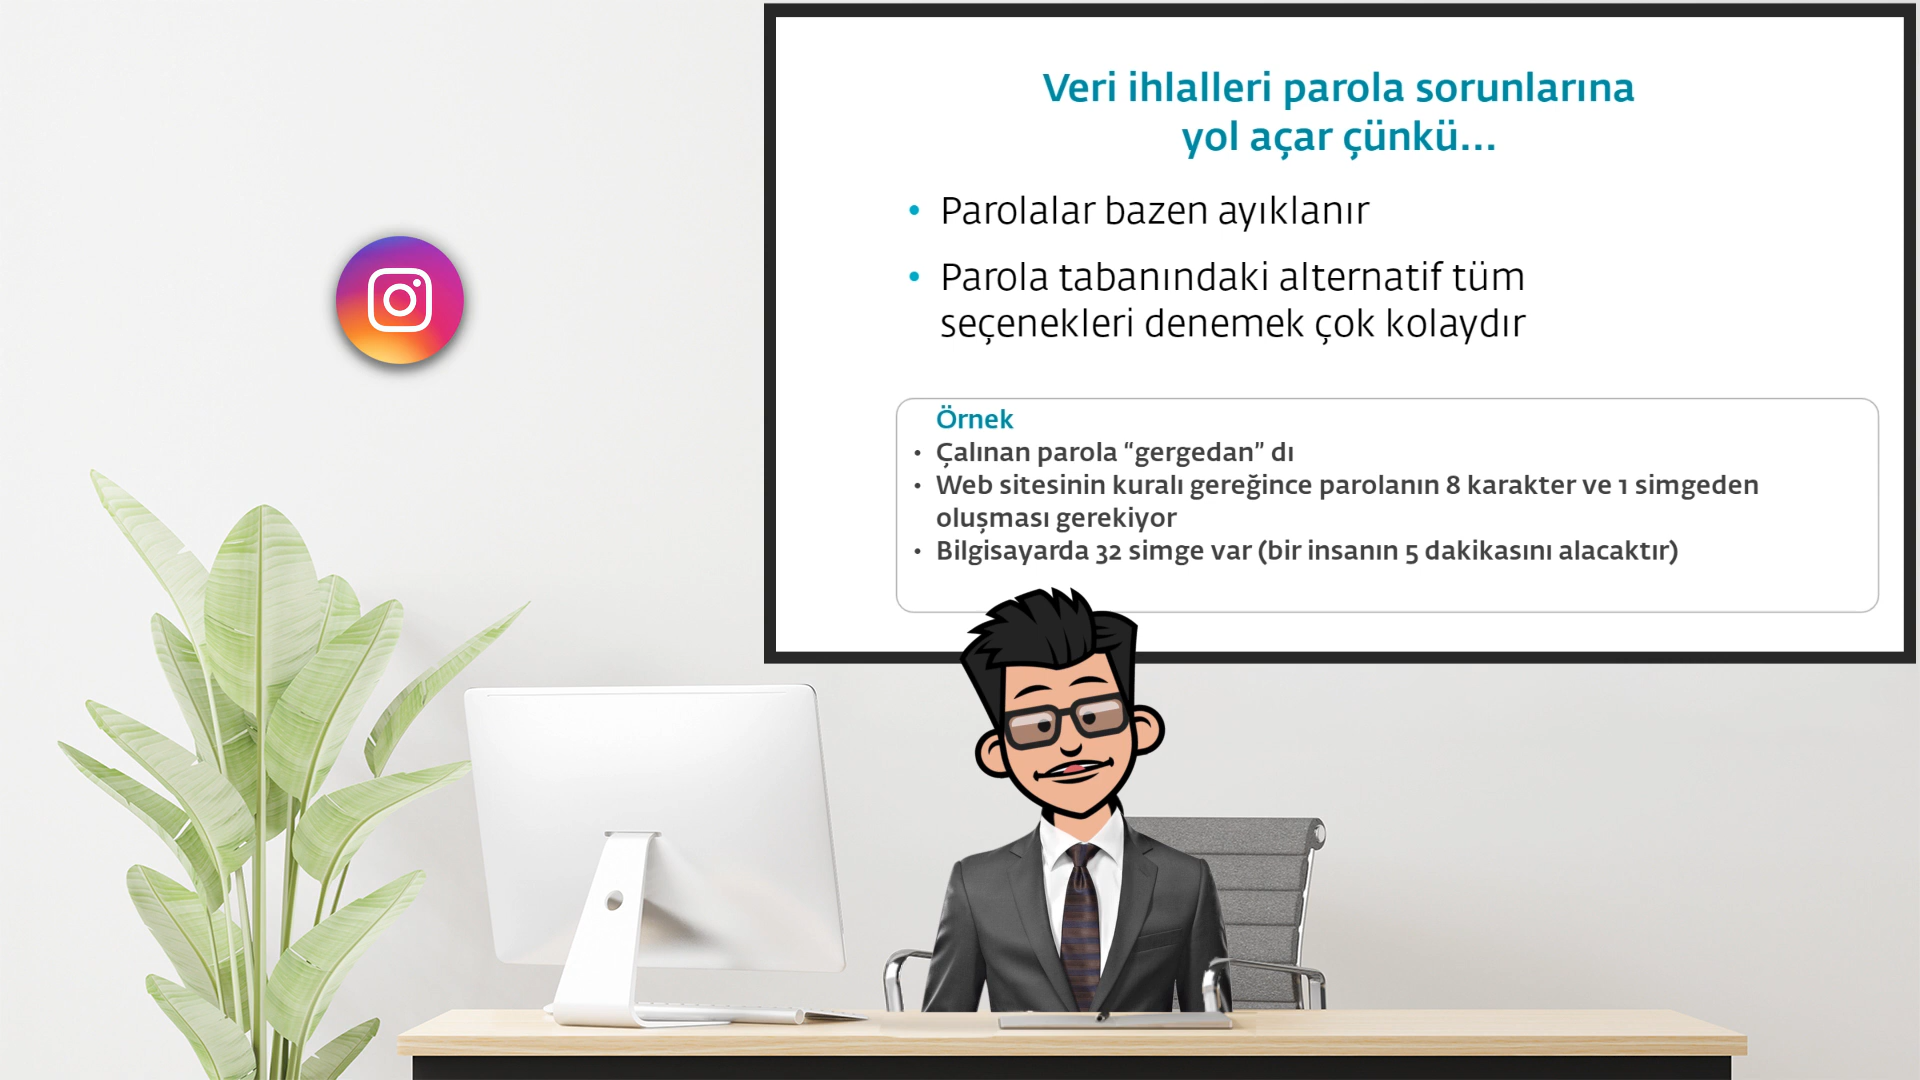 Veri ihlalleri parola sorunlarına
yol açar çünkü...
• Parolalar bazen ayıklanır
• Parola tabanındaki alternatif tüm
seçenekleri denemek çok kolaydır
Örnek
• Çalınan parola “gergedan” dı
• Web sitesinin kuralı gereğince parolanın 8 karakter ve 1 simgeden
oluşması gerekiyor
• Bilgisayarda 32 simge var (bir insanın 5 dakikasını alacaktır)